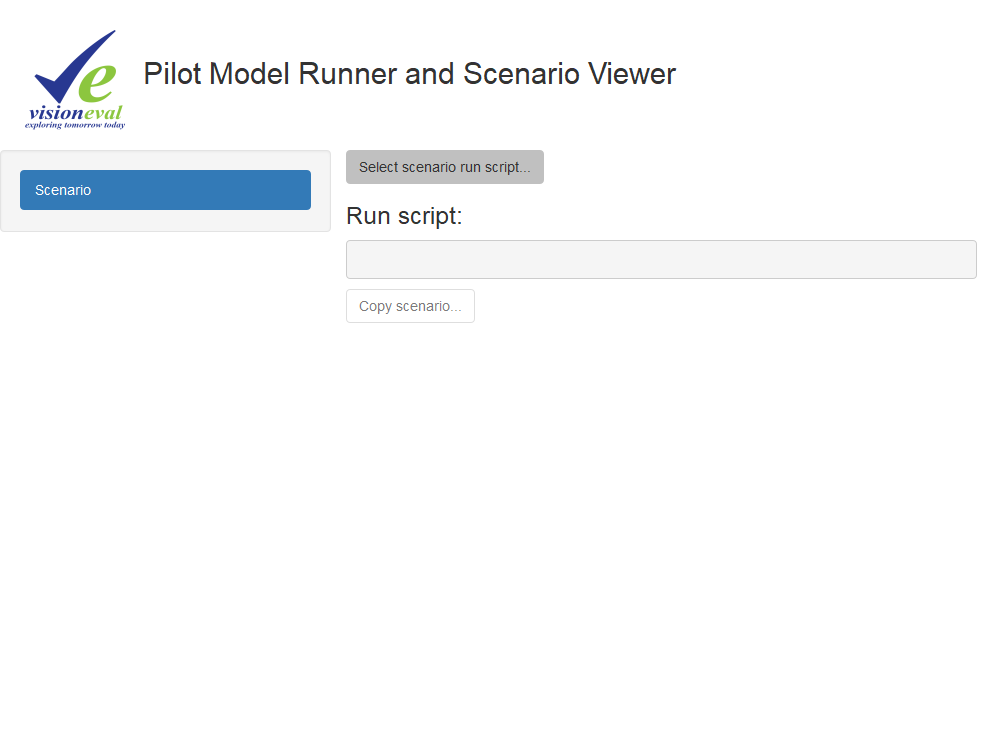 Pilot Model Runner and Scenario Viewer
visioneval
exploring tomorrow today
Scenario
Select scenario run script...
Run script:
Copy scenario...